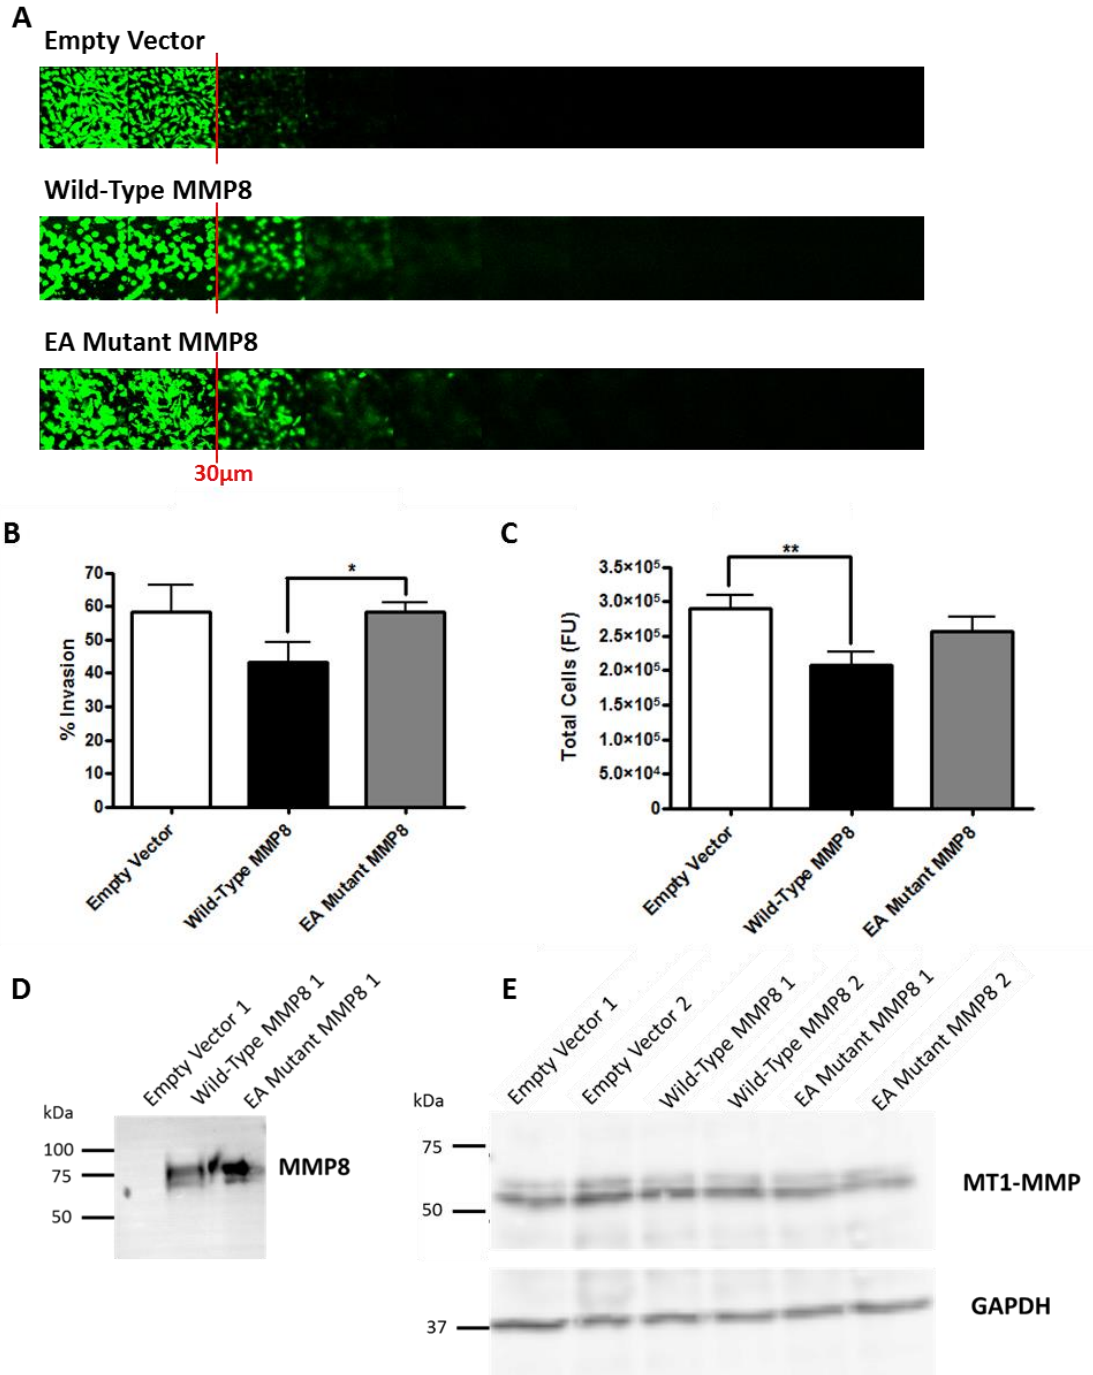 A
Empty Vector
Wild-Type MMP8
EA Mutant MMP8
30µm
B
70
60
50
40
30
20
10
0
% Invasion
*
Empty Vector
Wild-Type MMP8
EA Mutant MMP8
C
3.5×10⁵
3.0×10⁵
2.5×10⁵
2.0×10⁵
1.5×10⁵
1.0×10⁵
5.0×10⁴
0
Total Cells (FU)
**
Empty Vector
Wild-Type MMP8
EA Mutant MMP8
D
Empty Vector 1
Wild-Type MMP8 1
EA Mutant MMP8 1
kDa
100
75
50
MMP8
E
Empty Vector 1
Empty Vector 2
Wild-Type MMP8 1
Wild-Type MMP8 2
EA Mutant MMP8 1
EA Mutant MMP8 2
kDa
75
50
MT1-MMP
37
GAPDH